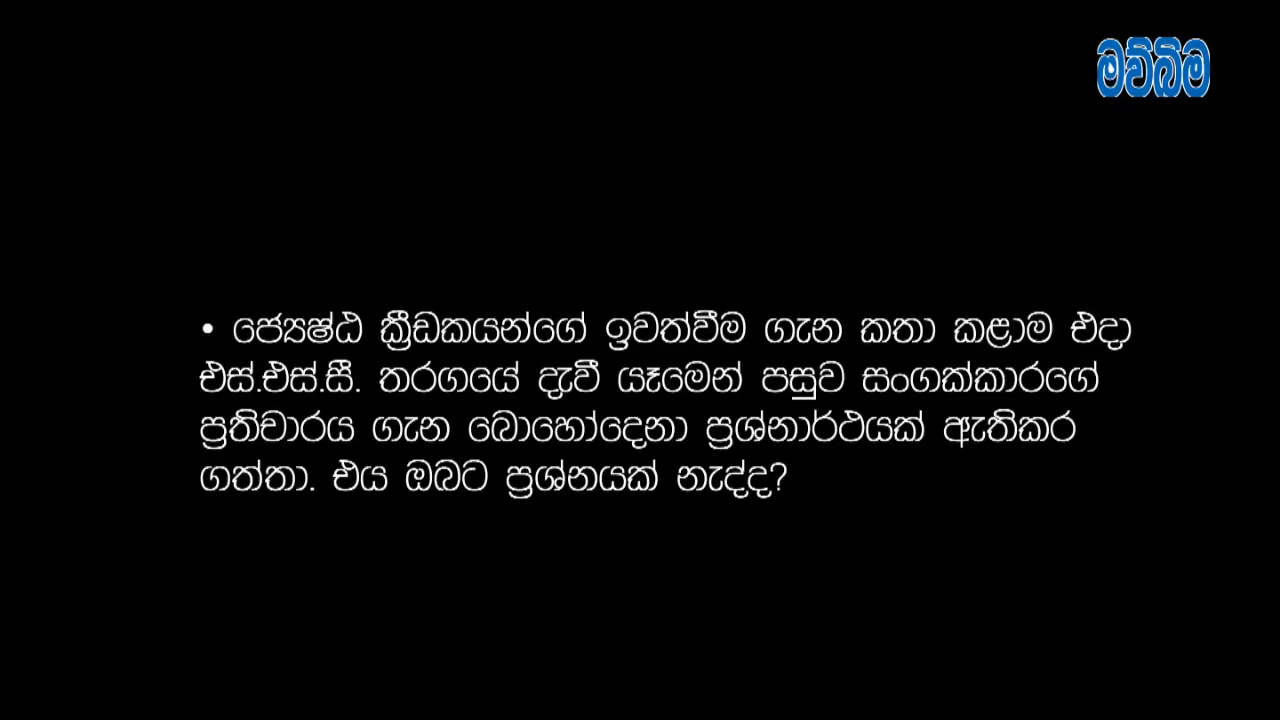 මව්බිම
• ජ්‍යෙෂ්ඨ ක්‍රීඩකයන්ගේ ඉවත්වීම ගැන කතා කළාම එදා
එස්.එස්.සී. තරගයේ දැවී යෑමෙන් පසුව සංගක්කාරගේ
ප්‍රතිචාරය ගැන බොහෝදෙනා ප්‍රශ්නාර්ථයක් ඇතිකර
ගත්තා. එය ඔබට ප්‍රශ්නයක් නැද්ද?